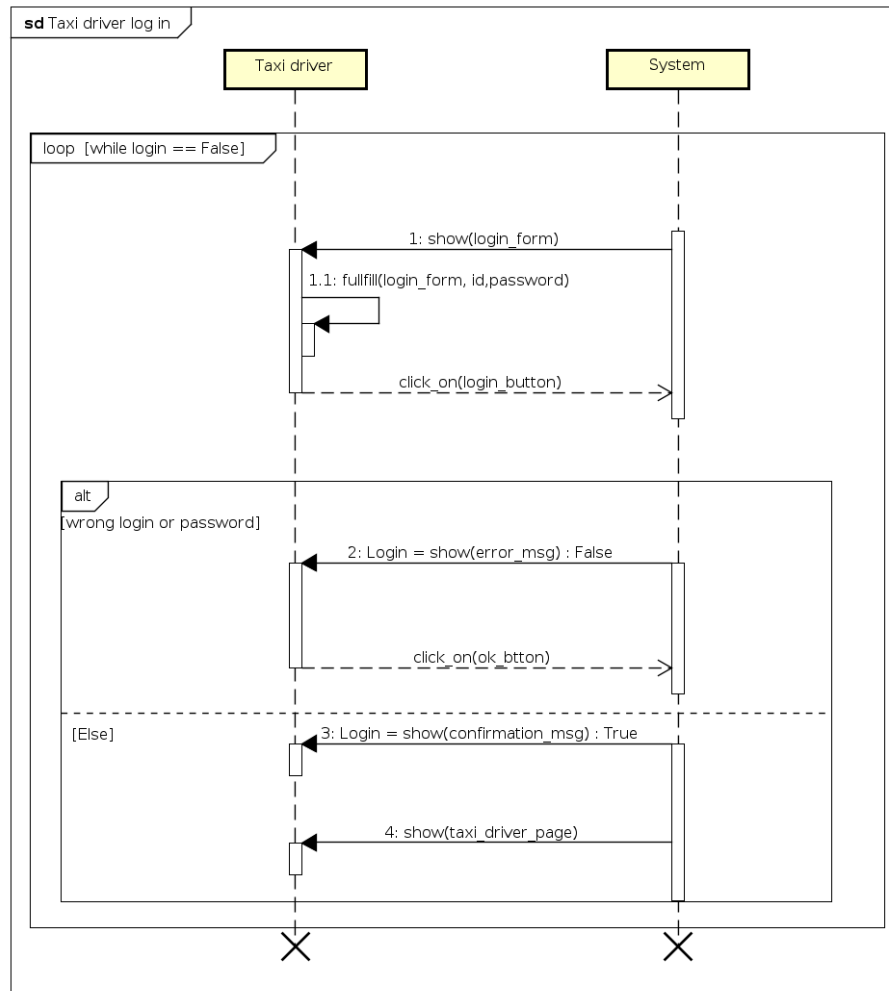 sd Taxi driver log in
Taxi driver
System
loop [while login == False]
1: show(login_form)
1.1: fullfill(login_form, id,password)
click_on(login_button)
alt
[wrong login or password]
2: Login = show(error_msg) : False
click_on(ok_btton)
[Else]
3: Login = show(confirmation_msg) : True
4: show(taxi_driver_page)